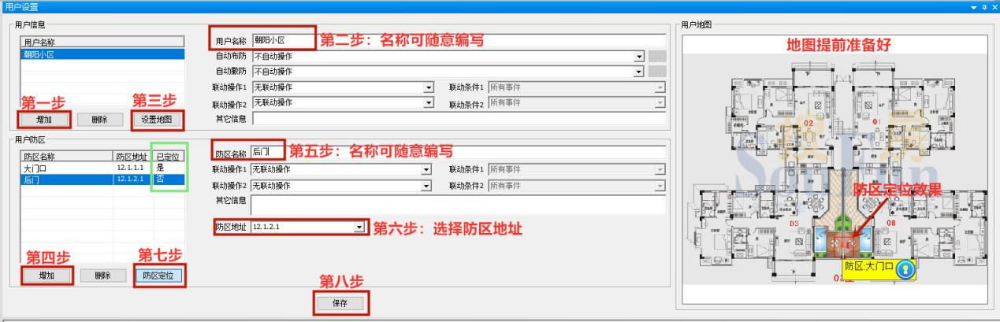 用户设置
用户信息
用户名称
朝阳小区
第一步
增加
删除
第三步
设置地图
用户名称 朝阳小区
第二步：名称可随意编写
自动布防 不自动操作
自动撤防 不自动操作
联动操作1 无联动操作 联动条件1 所有事件
联动操作2 无联动操作 联动条件2 所有事件
其它信息
用户防区
防区名称 防区地址 已定位
大门口 12.1.1.1 是
后门 12.1.2.1 否
第四步
增加
删除
第七步
防区定位
防区名称 后门
第五步：名称可随意编写
联动操作1 无联动操作 联动条件1 所有事件
联动操作2 无联动操作 联动条件2 所有事件
其它信息
防区地址 12.1.2.1
第六步：选择防区地址
第八步
保存
用户地图
地图提前准备好
02
01
防区定位效果
03
08
防区:大门口